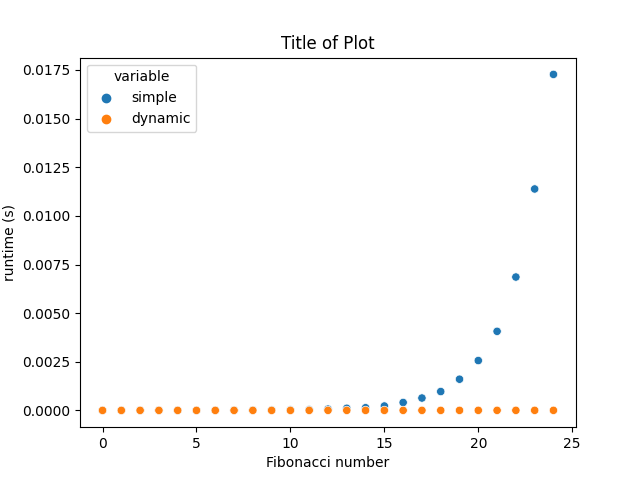 Title of Plot
variable
simple
dynamic
runtime (s)
0.0175
0.0150
0.0125
0.0100
0.0075
0.0050
0.0025
0.0000
0 5 10 15 20 25
Fibonacci number